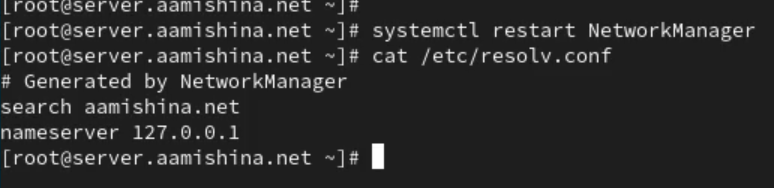 [root@server.aamishina.net ~]#
[root@server.aamishina.net ~]# systemctl restart NetworkManager
[root@server.aamishina.net ~]# cat /etc/resolv.conf
# Generated by NetworkManager
search aamishina.net
nameserver 127.0.0.1
[root@server.aamishina.net ~]#